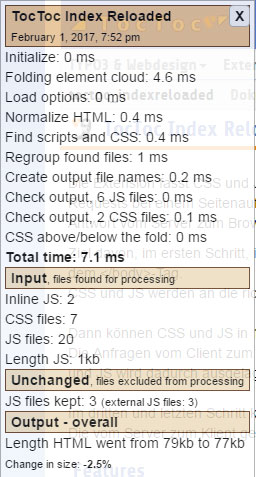 TocToc Index Reloaded
X
February 1, 2017, 7:52 pm
Initialize: 0 ms
Folding element cloud: 4.6 ms
Load options: 0 ms
Normalize HTML: 0.4 ms
Find scripts and CSS: 0.4 ms
Regroup found files: 1 ms
Create output file names: 0.2 ms
Check output, 6 JS files: 0 ms
Check output, 2 CSS files: 0.1 ms
CSS above/below the fold: 0 ms
Total time: 7.1 ms
Input, files found for processing
Inline JS: 2
CSS files: 7
JS files: 20
Length JS: 1kb
Unchanged, files excluded from processing
JS files kept: 3 (external JS files: 3)
Output - overall
Length HTML went from 79kb to 77kb
Change in size: -2.5%
Features